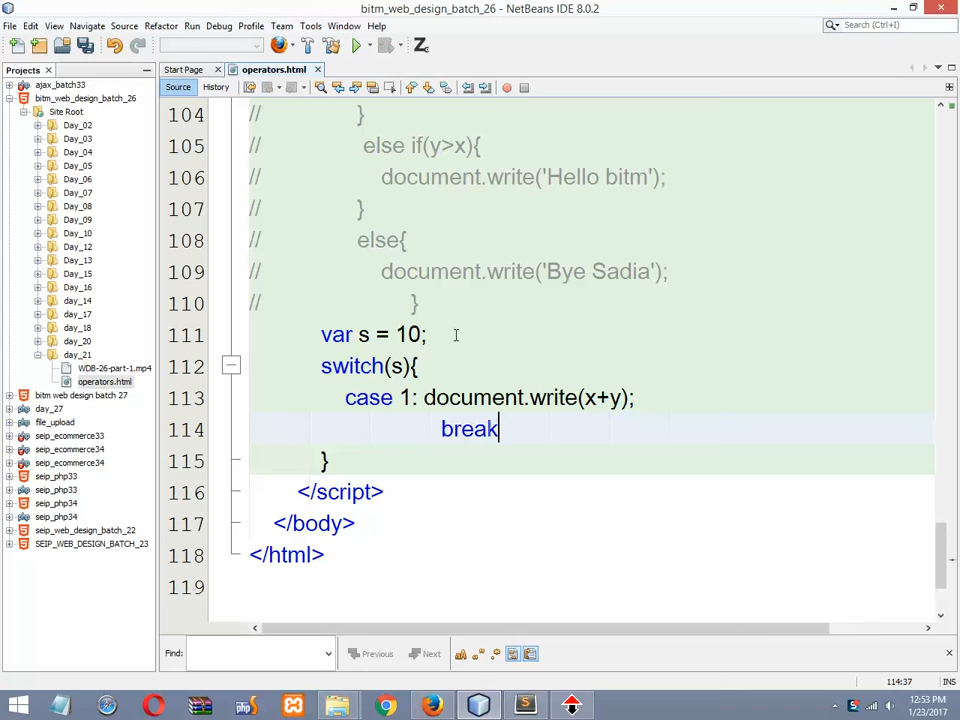 bitm_web_design_batch_26 - NetBeans IDE 8.0.2
File Edit View Navigate Source Refactor Run Debug Profile Team Tools Window Help
Search (Ctrl+I)
Projects
Start Page
operators.html
Source
History
ajax_batch33
bitm_web_design_batch_26
Site Root
Day_02
Day_03
Day_04
Day_05
Day_06
Day_07
Day_08
Day_09
Day_10
Day_12
Day_13
Day_15
Day_16
day_14
day_17
day_18
day_20
day_21
WDB-26-part-1.mp4
operators.html
bitm web design batch 27
day_27
file_upload
seip_ecommerce33
seip_ecommerce34
seip_ecommerce34
seip_php33
seip_php33
seip_php34
seip_php34
seip_web_design_batch_22
SEIP_WEB_DESIGN_BATCH_23
104 // }
105 // else if(y>x){
106 // document.write('Hello bitm');
107 // }
108 // else{
109 // document.write('Bye Sadia');
110 // }
111 var s = 10;
112 switch(s){
113 case 1: document.write(x+y);
114 break
115 }
116 </script>
117 </body>
118 </html>
119
Find:
Previous
Next
114:37
INS
12:53 PM
1/23/2017